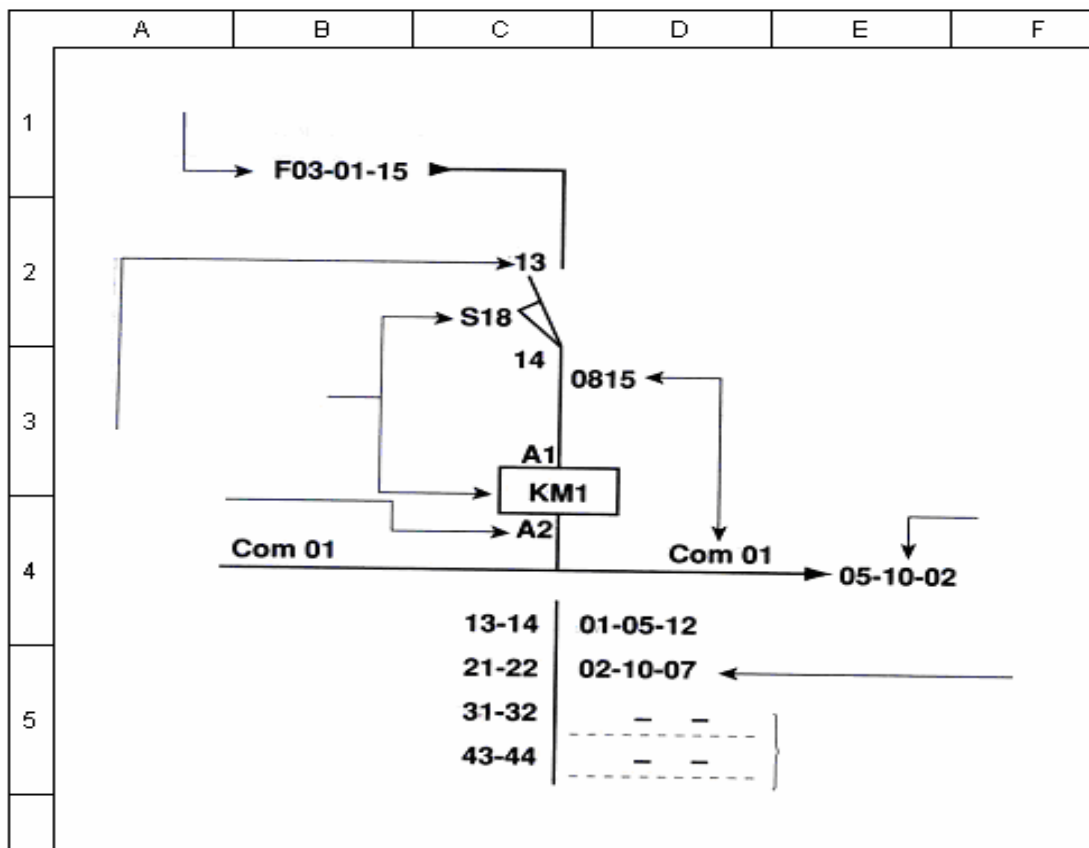 A B C D E F
1
F03-01-15
2
13
S18
14
0815
3
A1
KM1
A2
Com 01 Com 01
4
05-10-02
13-14 01-05-12
21-22 02-10-07
31-32 – –
5
43-44 – –